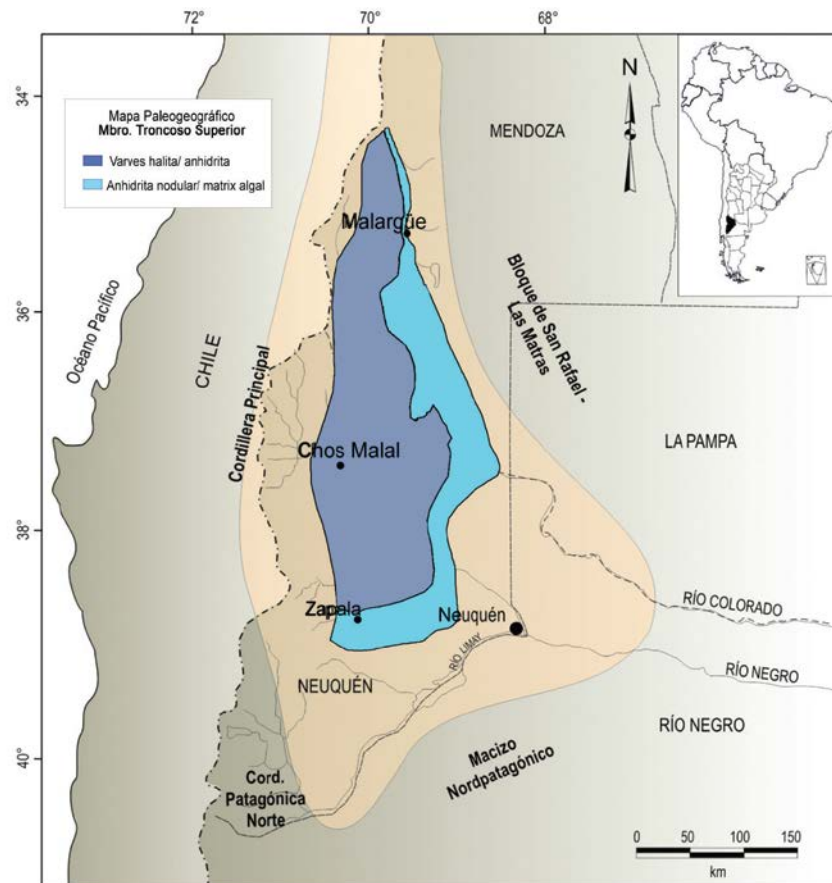 72°
70°
68°
34°
36°
38°
40°
Mapa Paleogeográfico
Mbro. Troncoso Superior
Varves halita/ anhidrita
Anhidrita nodular/ matrix algal
N
MENDOZA
Malargüe
Océano Pacífico
CHILE
Cordillera Principal
Bloque de San Rafael -
Las Matras
LA PAMPA
Chos Malal
Zapala
Neuquén
RÍO COLORADO
RÍO LIMAY
RÍO NEGRO
NEUQUÉN
RÍO NEGRO
Macizo
Nordpatagónico
Cord.
Patagónica
Norte
0 50 100 150
km